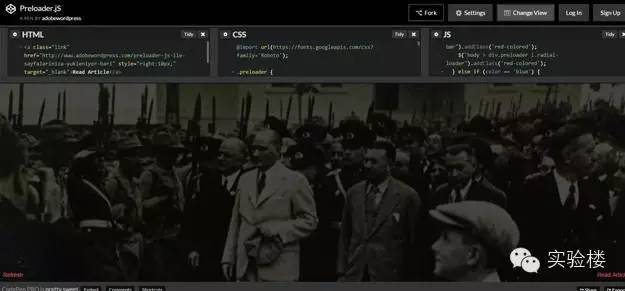 Preloader.jS
A PEN BY adobewordpress
Fork
Settings
Change View
Log In
Sign Up
HTML
Tidy
CSS
Tidy
JS
Tidy
<a class="link"
href="http://www.adobewordpress.com/preloader-js-ile-
sayfalariniza-yukleniyor-bari" style="right:10px;"
target="_blank">Read Article</a>
@import url(https://fonts.googleapis.com/css?
family=Roboto);
.preloader {
bar").addClass('red-colored');
$("body > div.preloader i.radial-
loader").addClass('red-colored');
} else if (color == 'blue') {
Refresh
实验楼
Read Article
CodePen PRO is pretty sweet
Embed
Comments
Shortcuts
Share